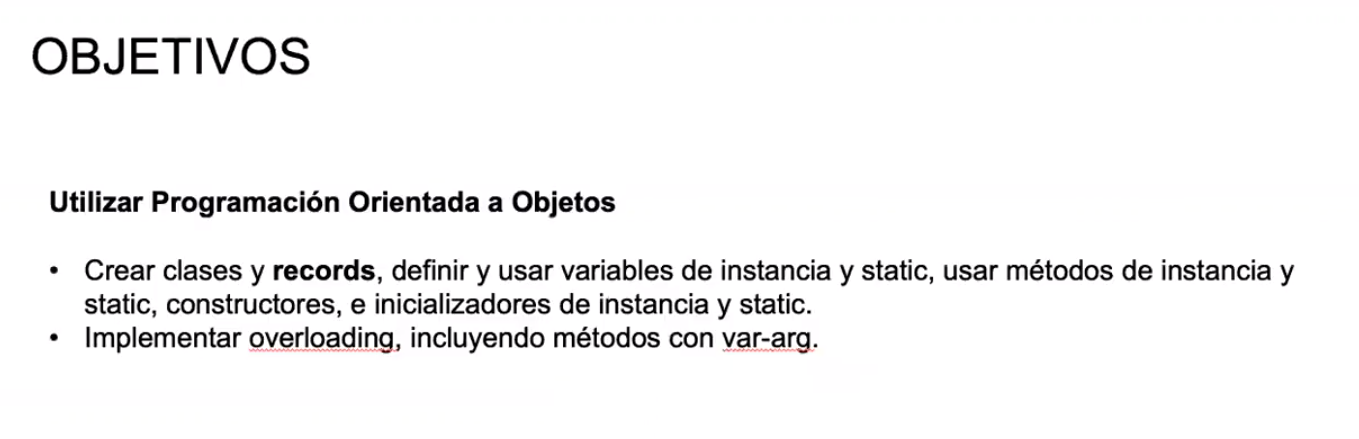 OBJETIVOS
Utilizar Programación Orientada a Objetos
• Crear clases y records, definir y usar variables de instancia y static, usar métodos de instancia y
static, constructores, e inicializadores de instancia y static.
• Implementar overloading, incluyendo métodos con var-arg.